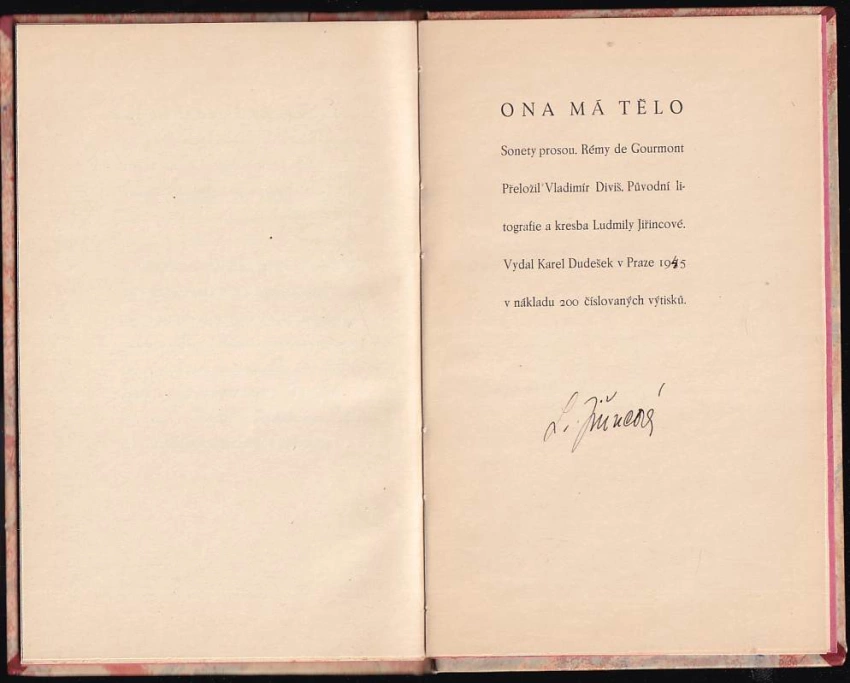 ONA MÁ TĚLO
Sonety prosou. Rémy de Gourmont
Přeložil Vladimír Diviš. Původní li-
tografie a kresba Ludmily Jiřincové.
Vydal Karel Dudešek v Praze 1945
v nákladu 200 číslovaných výtisků.
L. Jiřincová